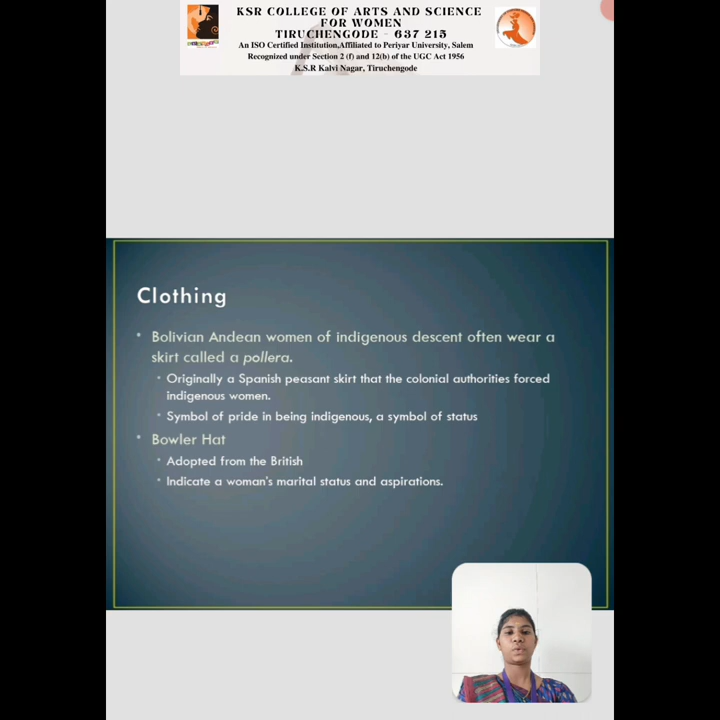 KSR COLLEGE OF ARTS AND SCIENCE
FOR WOMEN
TIRUCHENGODE - 637 215
An ISO Certified Institution,Affiliated to Periyar University, Salem
Recognized under Section 2 (f) and 12(b) of the UGC Act 1956
K.S.R Kalvi Nagar, Tiruchengode
Clothing
• Bolivian Andean women of indigenous descent often wear a
skirt called a pollera.
• Originally a Spanish peasant skirt that the colonial authorities forced
indigenous women.
• Symbol of pride in being indigenous, a symbol of status
• Bowler Hat
• Adopted from the British
• Indicate a woman's marital status and aspirations.